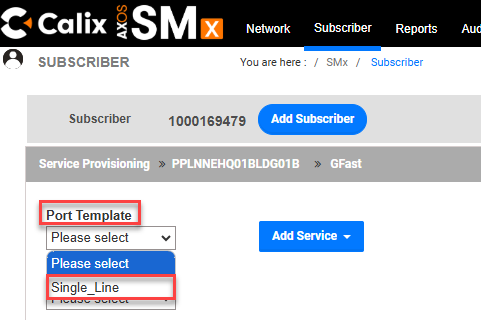 Calix AXOS SMx Network Subscriber Reports Aud
SUBSCRIBER You are here : / SMx / Subscriber
Subscriber 1000169479 Add Subscriber
Service Provisioning » PPLNNEHQ01BLDG01B » GFast
Port Template
Please select Add Service
Please select
Single_Line
Please select